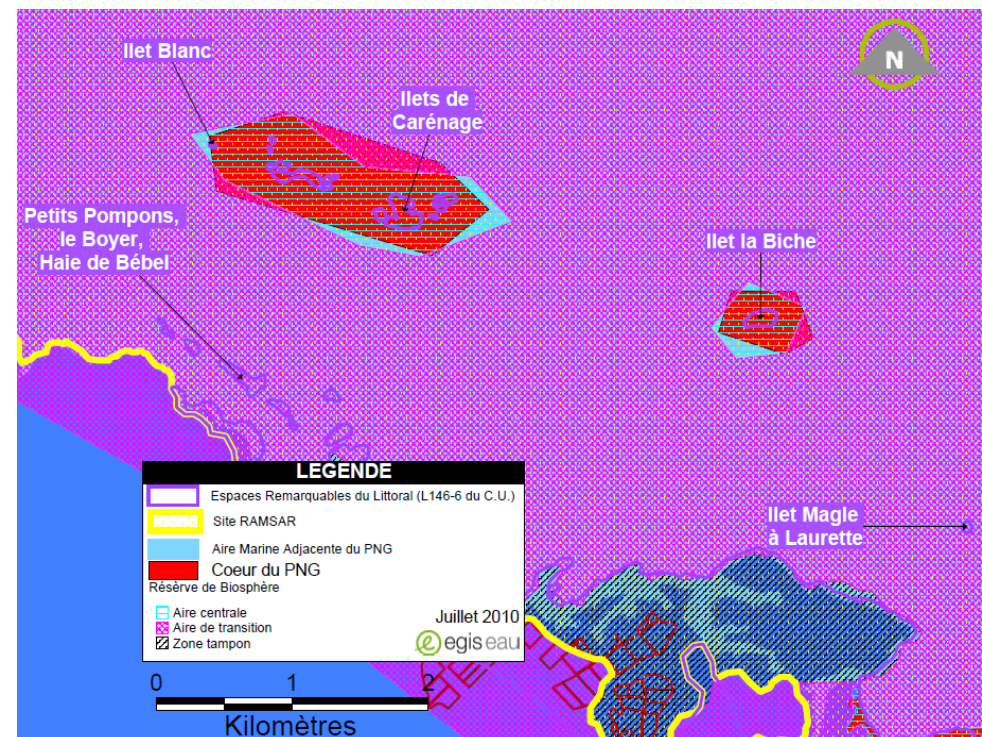 Ilet Blanc
N
Ilets de
Carénage
Petits Pompons,
le Boyer,
Haie de Bébel
Ilet la Biche
LEGENDE
Espaces Remarquables du Littoral (L146-6 du C.U.)
Site RAMSAR
Aire Marine Adjacente du PNG
Coeur du PNG
Résèrve de Biosphère
Aire centrale
Aire de transition
Zone tampon
Juillet 2010
egis eau
Ilet Magle
à Laurette
0 1 2
Kilomètres